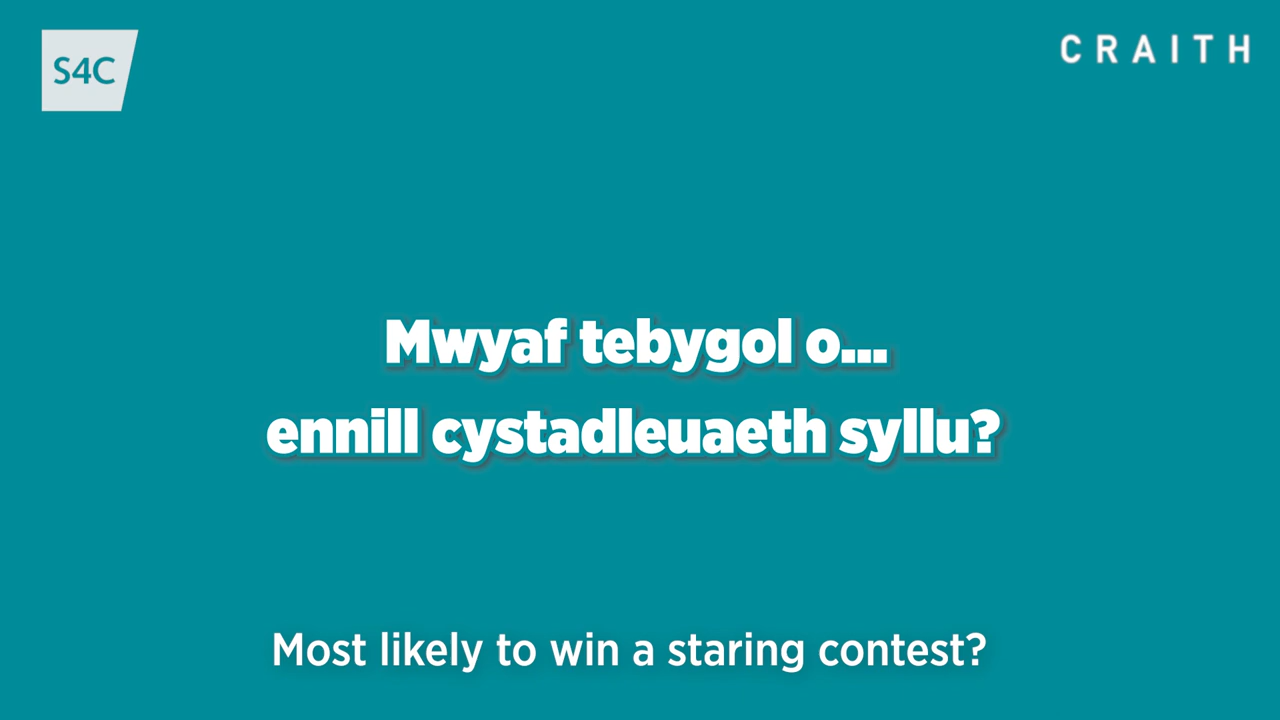 S4C
CRAITH
Mwyaf tebygol o...
ennill cystadleuaeth syllu?
Most likely to win a staring contest?